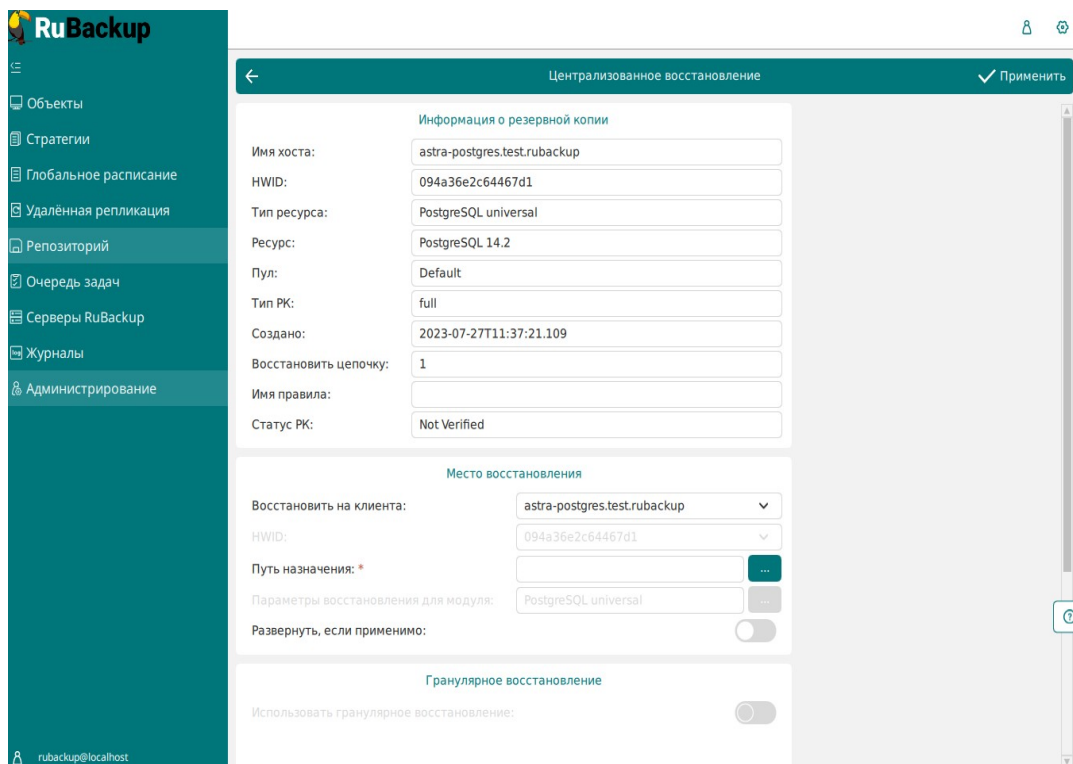 RuBackup
Объекты
Стратегии
Глобальное расписание
Удалённая репликация
Репозиторий
Очередь задач
Серверы RuBackup
Журналы
Администрирование
rubackup@localhost
Централизованное восстановление
Применить
Информация о резервной копии
Имя хоста: astra-postgres.test.rubackup
HWID: 094a36e2c64467d1
Тип ресурса: PostgreSQL universal
Ресурс: PostgreSQL 14.2
Пул: Default
Тип РК: full
Создано: 2023-07-27T11:37:21.109
Восстановить цепочку: 1
Имя правила:
Статус РК: Not Verified
Место восстановления
Восстановить на клиента: astra-postgres.test.rubackup
HWID: 094a36e2c64467d1
Путь назначения: * ...
Параметры восстановления для модуля: PostgreSQL universal ...
Развернуть, если применимо:
Гранулярное восстановление
Использовать гранулярное восстановление: